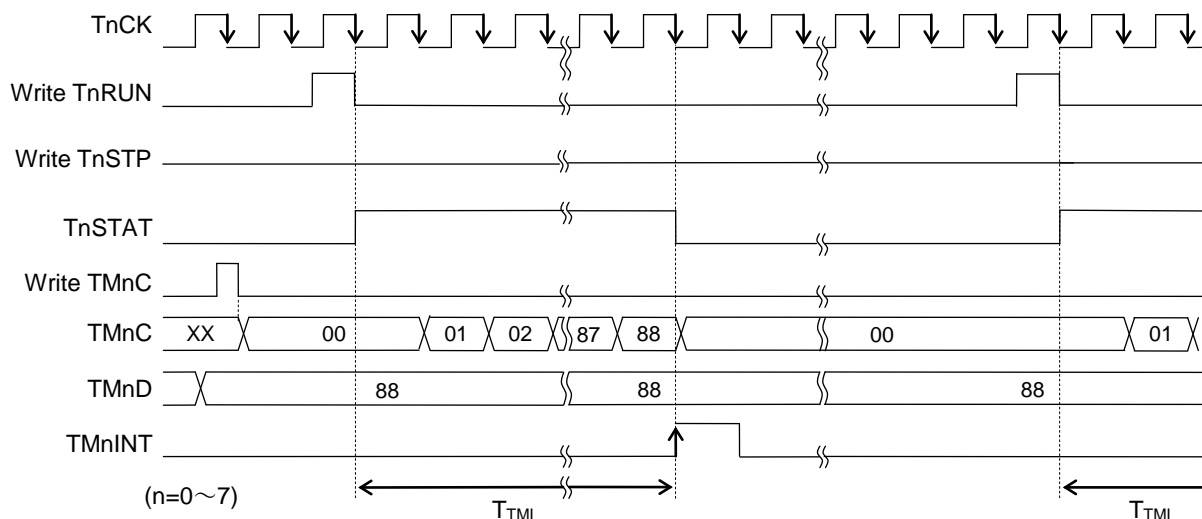 TnCK
Write TnRUN
Write TnSTP
TnSTAT
Write TMnC
TMnC XX 00 01 02 87 88 00 01
TMnD 88 88 88
TMnINT
(n=0～7) TTMI TTMI